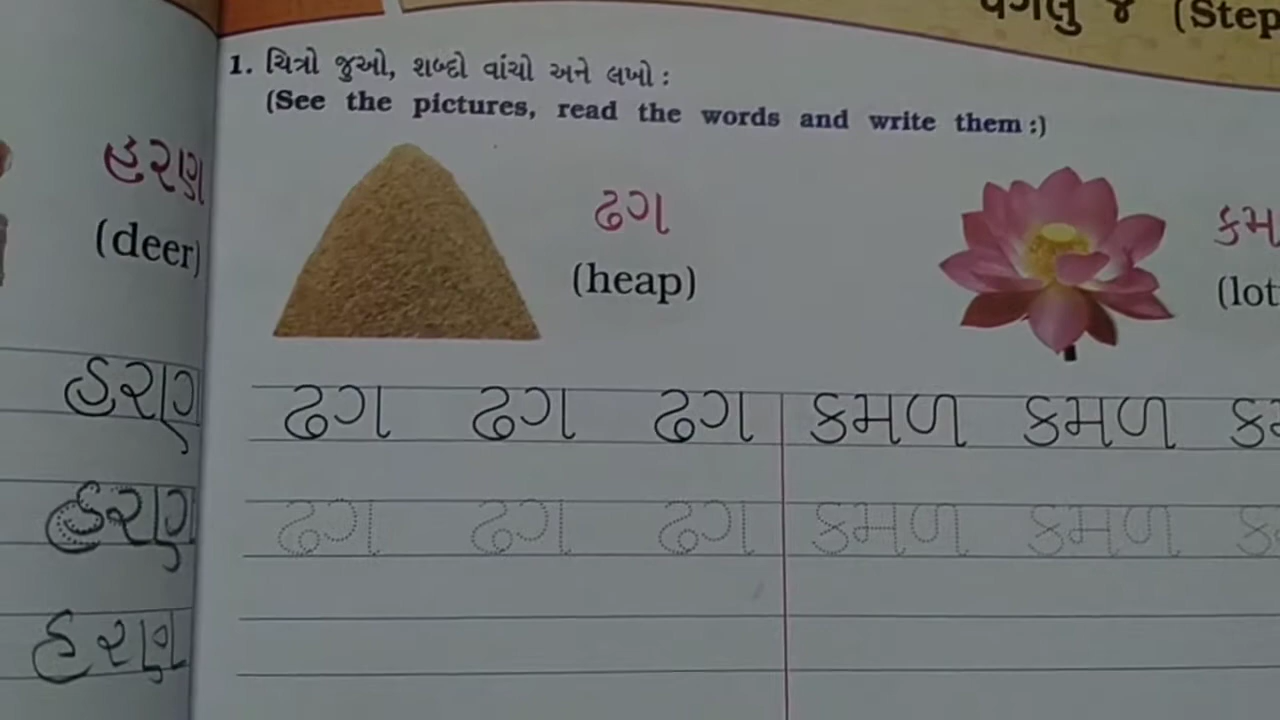 પગલુ ૪ (Step
1. ચિત્રો જુઓ, શબ્દો વાંચો અને લખો :
(See the pictures, read the words and write them :)
હરણ
(deer)
ઢગ
(heap)
કમ
(lot
હરણ
ઢગ ઢગ ઢગ કમળ કમળ કમ
હરણ
ઢગ ઢગ ઢગ કમળ કમળ ક
હરણ